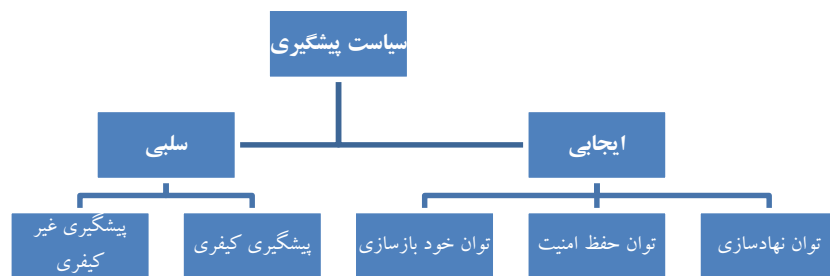 سیاست پیشگیری
ایجابی
سلبی
توان نهادسازی
توان حفظ امنیت
توان خود بازسازی
پیشگیری کیفری
پیشگیری غیر
کیفری